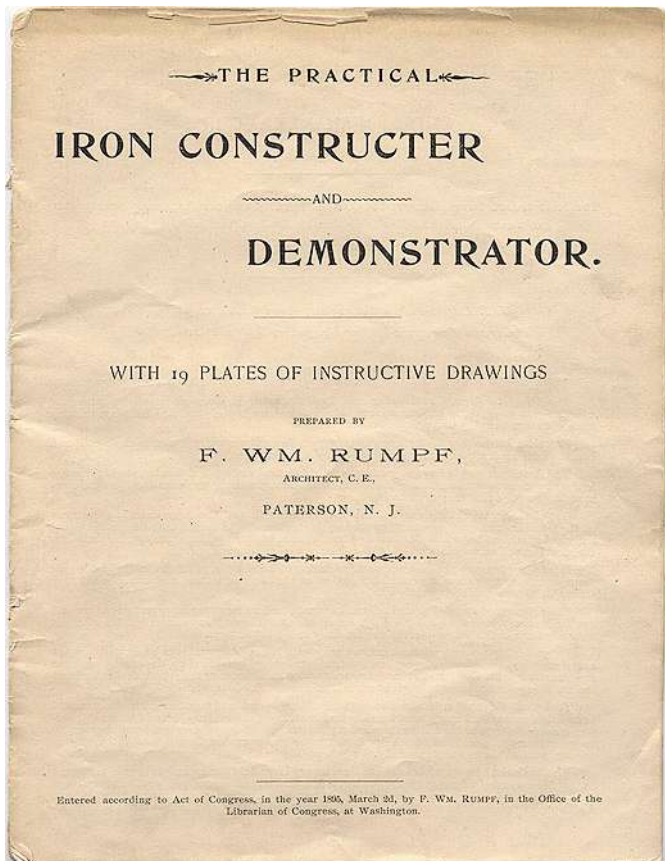 THE PRACTICAL
IRON CONSTRUCTER
AND
DEMONSTRATOR.
WITH 19 PLATES OF INSTRUCTIVE DRAWINGS
PREPARED BY
F. WM. RUMPF,
ARCHITECT, C. E.,
PATERSON, N. J.
Entered according to Act of Congress, in the year 1895, March 2d, by F. WM. RUMPF, in the Office of the
Librarian of Congress, at Washington.